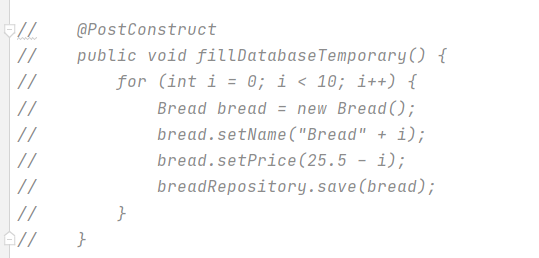 //    @PostConstruct
//    public void fillDatabaseTemporary() {
//        for (int i = 0; i < 10; i++) {
//            Bread bread = new Bread();
//            bread.setName("Bread" + i);
//            bread.setPrice(25.5 - i);
//            breadRepository.save(bread);
//        }
//    }